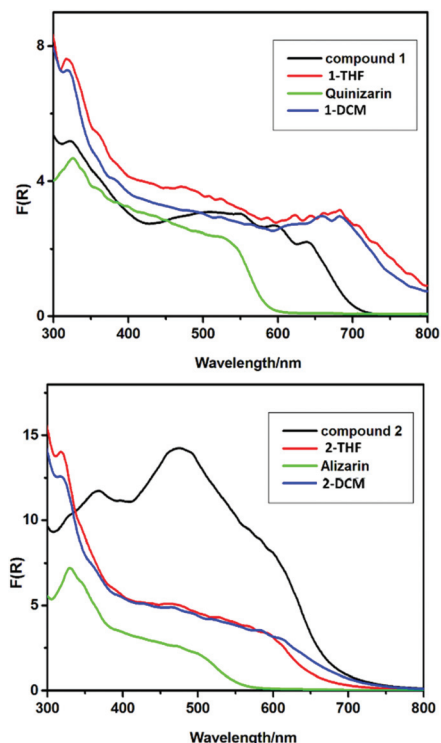 8
4
0
F(R)
compound 1
1-THF
Quinizarin
1-DCM
300 400 500 600 700 800
Wavelength/nm
15
10
5
0
F(R)
compound 2
2-THF
Alizarin
2-DCM
300 400 500 600 700 800
Wavelength/nm